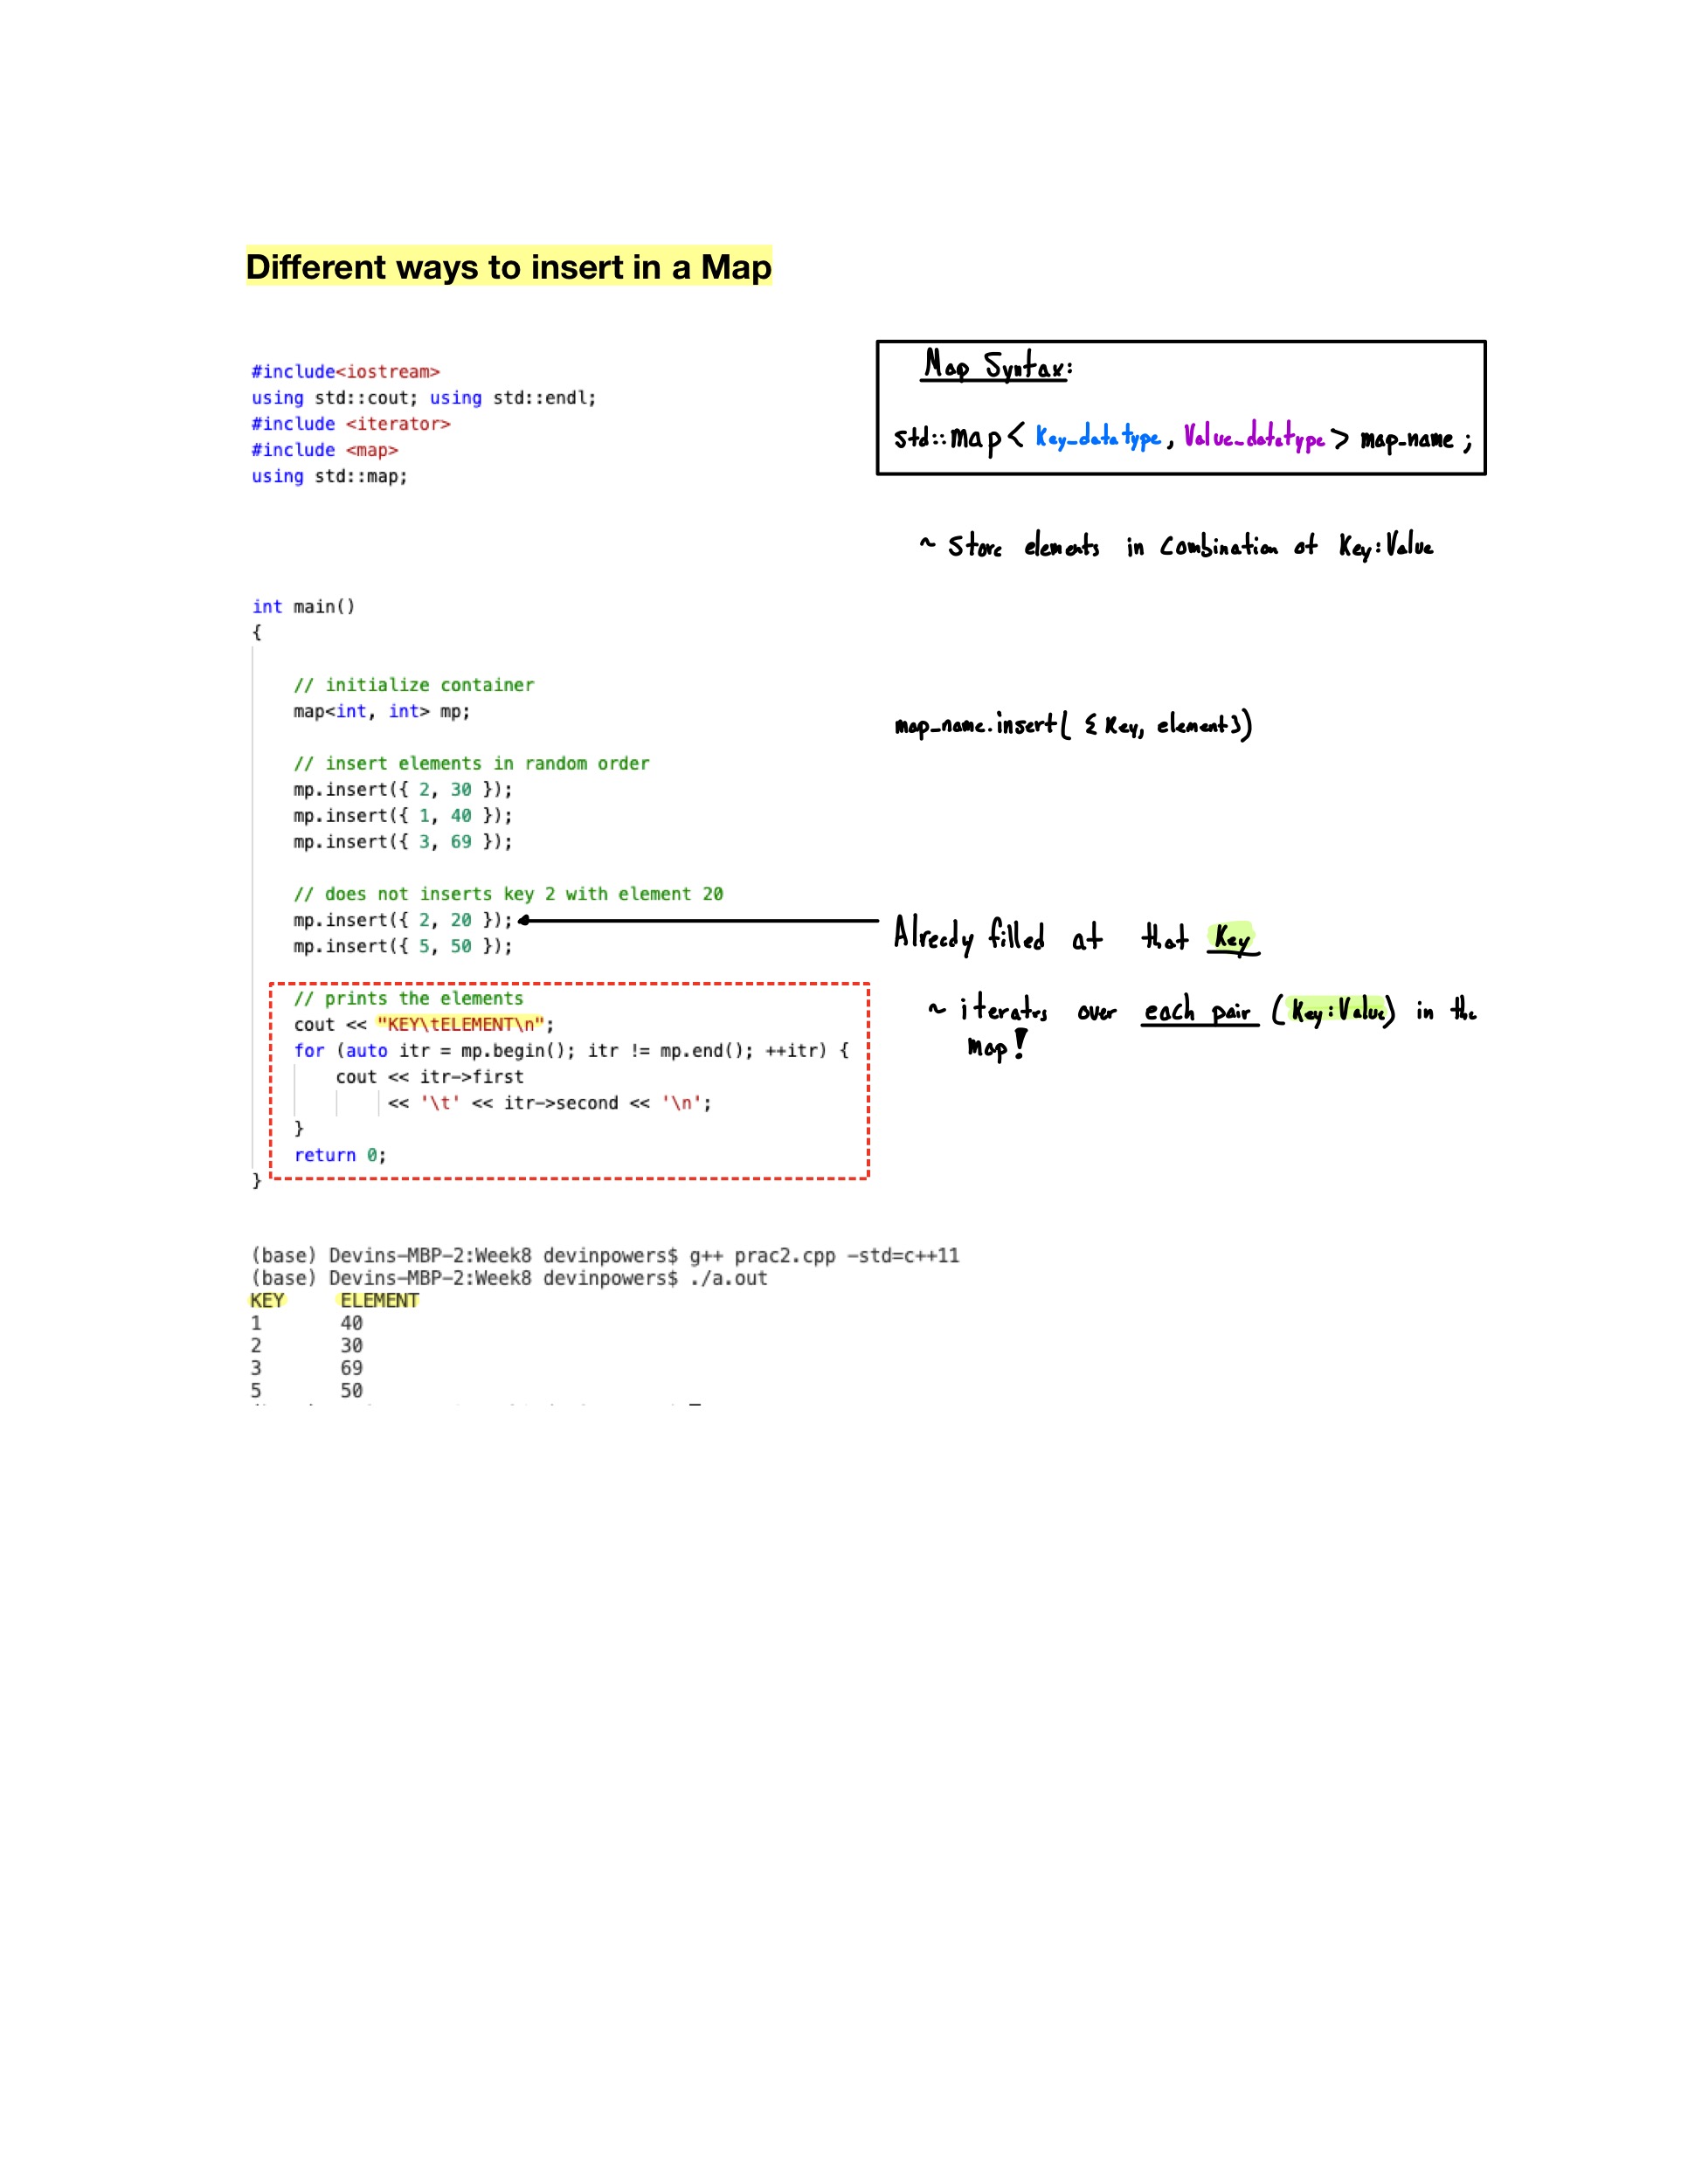 Different ways to insert in a Map
Map Syntax:
std::map< Key_datatype, Value_datatype > map_name ;
~ Store elements in Combination of Key:Value
#include<iostream>
using std::cout; using std::endl;
#include <iterator>
#include <map>
using std::map;
int main()
{
// initialize container
map<int, int> mp;
map_name.insert( { Key, element})
// insert elements in random order
mp.insert({ 2, 30 });
mp.insert({ 1, 40 });
mp.insert({ 3, 69 });
// does not inserts key 2 with element 20
mp.insert({ 2, 20 });
Already filled at that Key
mp.insert({ 5, 50 });
// prints the elements
cout << "KEY\tELEMENT\n";
for (auto itr = mp.begin(); itr != mp.end(); ++itr) {
cout << itr->first
<< '\t' << itr->second << '\n';
}
return 0;
}
~ iterates over each pair (Key:Value) in the
Map!
(base) Devins-MBP-2:Week8 devinpowers$ g++ prac2.cpp -std=c++11
(base) Devins-MBP-2:Week8 devinpowers$ ./a.out
KEY ELEMENT
1 40
2 30
3 69
5 50